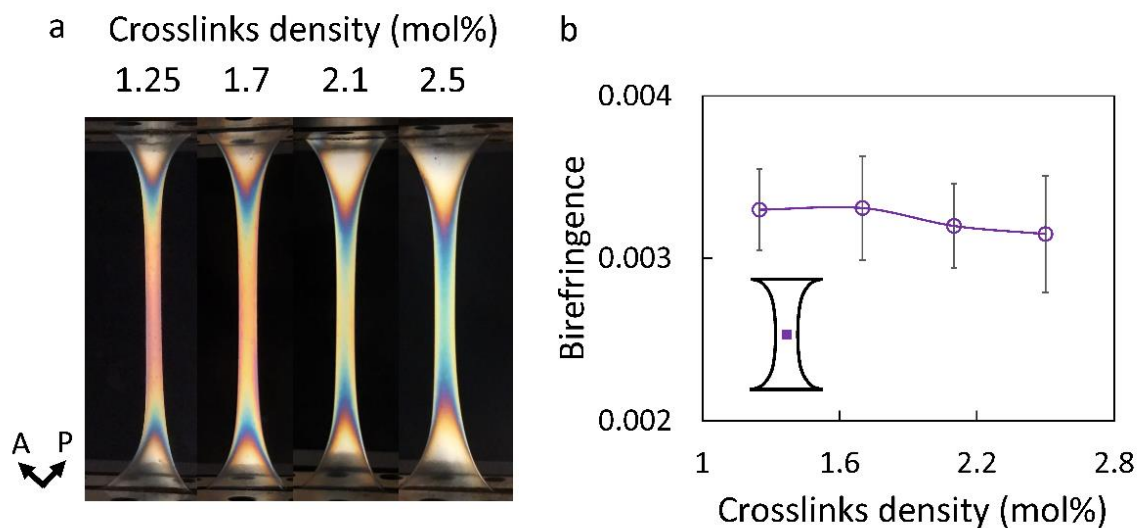 a Crosslinks density (mol%)
1.25 1.7 2.1 2.5
A P
b
0.004
0.003
0.002
Birefringence
1 1.6 2.2 2.8
Crosslinks density (mol%)